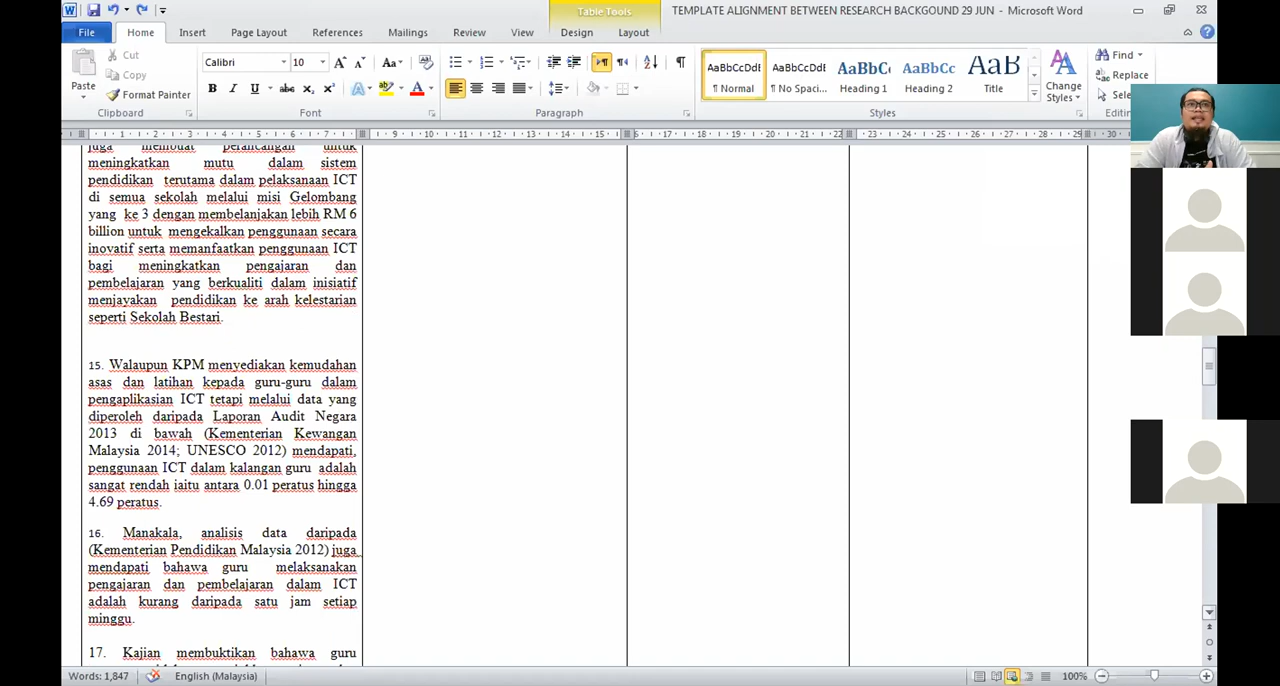 Table Tools
TEMPLATE ALIGNMENT BETWEEN RESEARCH BACKGOUND 29 JUN - Microsoft Word
File
Home
Insert
Page Layout
References
Mailings
Review
View
Design
Layout
Paste
Cut
Copy
Format Painter
Clipboard
Calibri
10
Font
Paragraph
AaBbCcDdE
¶ Normal
AaBbCcDdE
¶ No Spaci...
AaBbCc
Heading 1
AaBbCc
Heading 2
AaB
Title
Change
Styles
Styles
Find
Replace
juga membuat perancangan untuk
meningkatkan mutu dalam sistem
pendidikan terutama dalam pelaksanaan ICT
di semua sekolah melalui misi Gelombang
yang ke 3 dengan membelanjakan lebih RM 6
billion untuk mengekalkan penggunaan secara
inovatif serta memanfaatkan penggunaan ICT
bagi meningkatkan pengajaran dan
pembelajaran yang berkualiti dalam inisiatif
menjayakan pendidikan ke arah kelestarian
seperti Sekolah Bestari.
15. Walaupun KPM menyediakan kemudahan
asas dan latihan kepada guru-guru dalam
pengaplikasian ICT tetapi melalui data yang
diperoleh daripada Laporan Audit Negara
2013 di bawah (Kementerian Kewangan
Malaysia 2014; UNESCO 2012) mendapati,
penggunaan ICT dalam kalangan guru adalah
sangat rendah iaitu antara 0.01 peratus hingga
4.69 peratus.
16. Manakala, analisis data daripada
(Kementerian Pendidikan Malaysia 2012) juga
mendapati bahawa guru melaksanakan
pengajaran dan pembelajaran dalam ICT
adalah kurang daripada satu jam setiap
minggu.
17. Kajian membuktikan bahawa guru
Words: 1,847
English (Malaysia)
100%